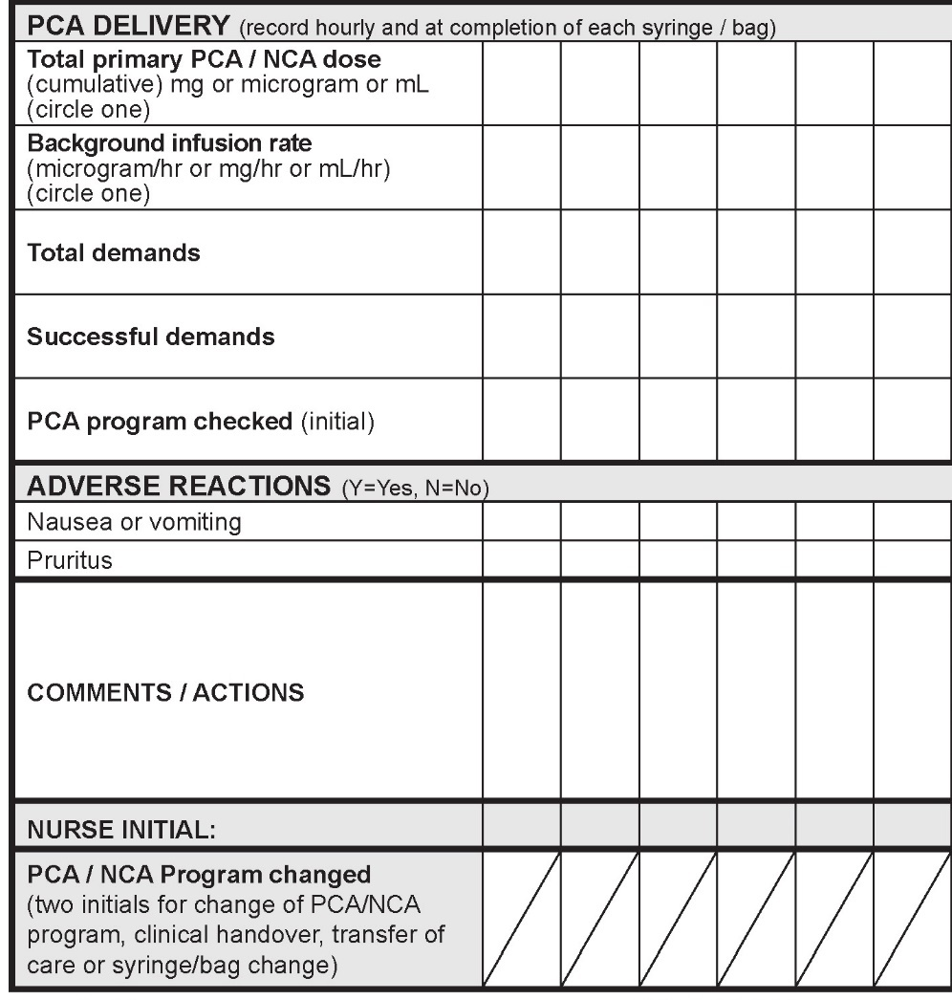 PCA DELIVERY (record hourly and at completion of each syringe / bag)
Total primary PCA / NCA dose
(cumulative) mg or microgram or mL
(circle one)
Background infusion rate
(microgram/hr or mg/hr or mL/hr)
(circle one)
Total demands
Successful demands
PCA program checked (initial)
ADVERSE REACTIONS (Y=Yes, N=No)
Nausea or vomiting
Pruritus
COMMENTS / ACTIONS
NURSE INITIAL:
PCA / NCA Program changed
(two initials for change of PCA/NCA
program, clinical handover, transfer of
care or syringe/bag change)